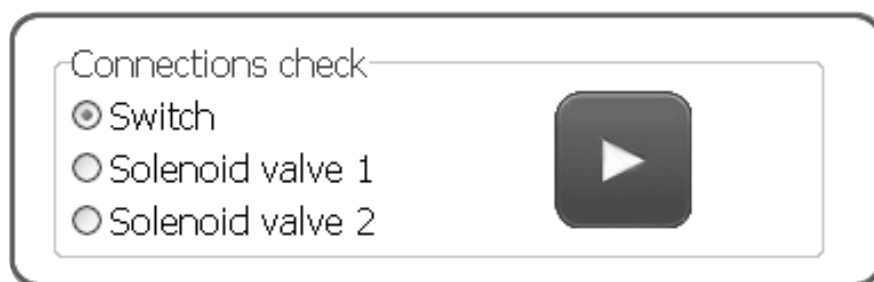 Connections check
Switch
Solenoid valve 1
Solenoid valve 2